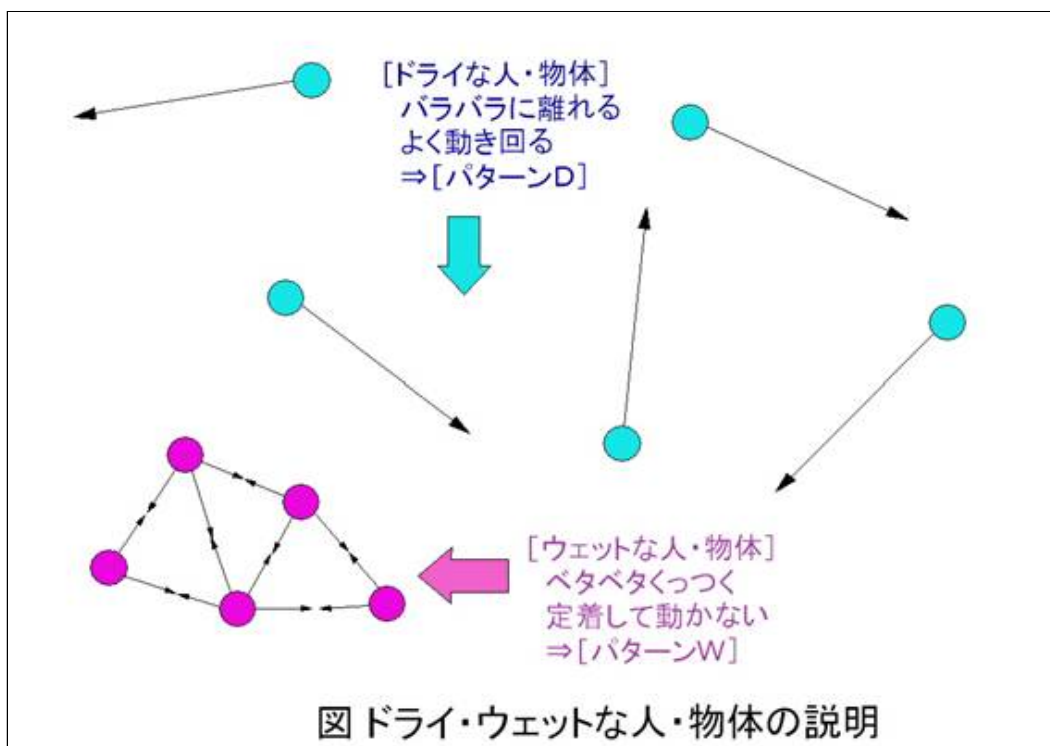 [ドライな人・物体]
バラバラに離れる
よく動き回る
⇒[パターンD]
[ウェットな人・物体]
ベタベタくっつく
定着して動かない
⇒[パターンW]
図 ドライ・ウェットな人・物体の説明